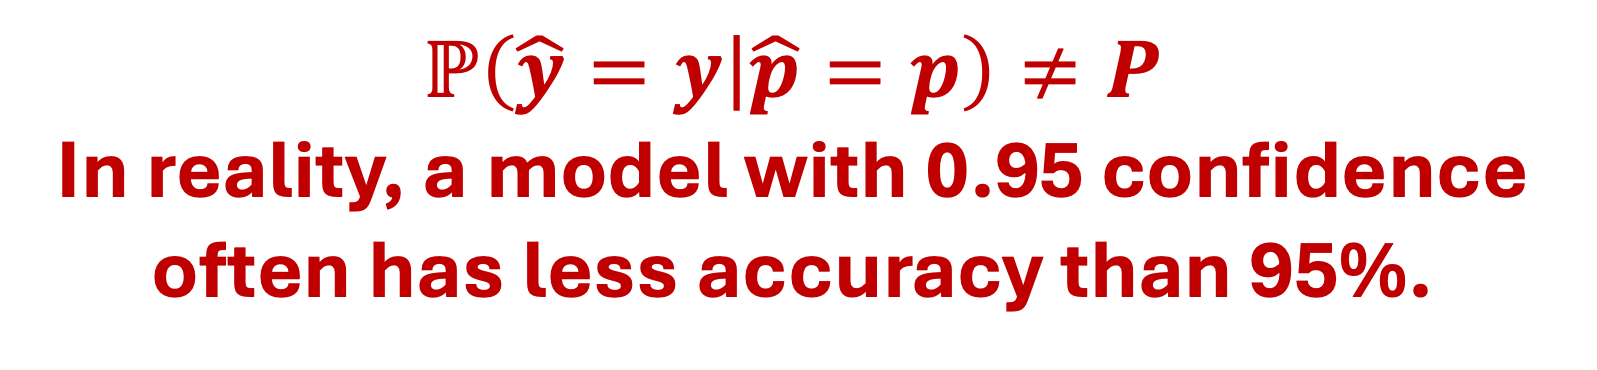 ℙ(ŷ = y|p̂ = p) ≠ P
In reality, a model with 0.95 confidence
often has less accuracy than 95%.